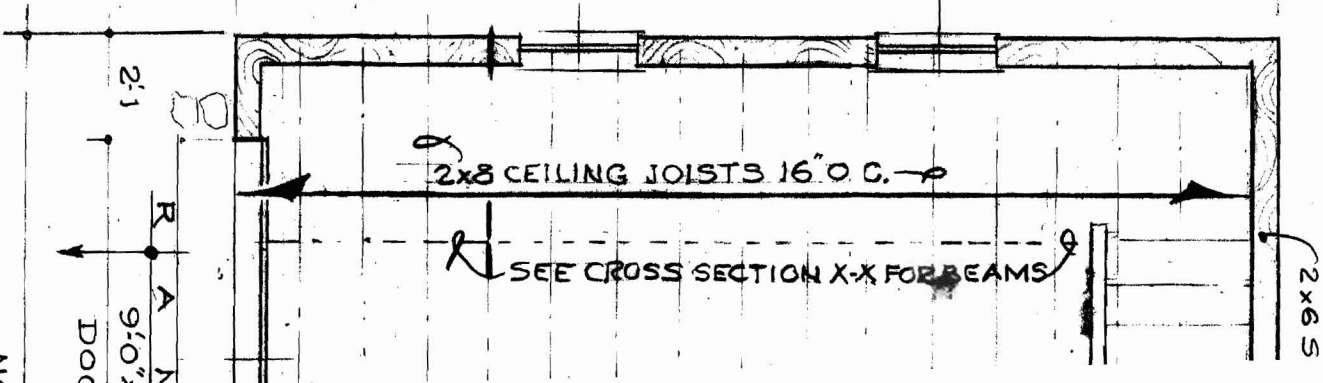 2'-1
2x8 CEILING JOISTS 16" O.C.
SEE CROSS SECTION X-X FOR BEAMS
2x6 S
R A
9'-0"x
DOO